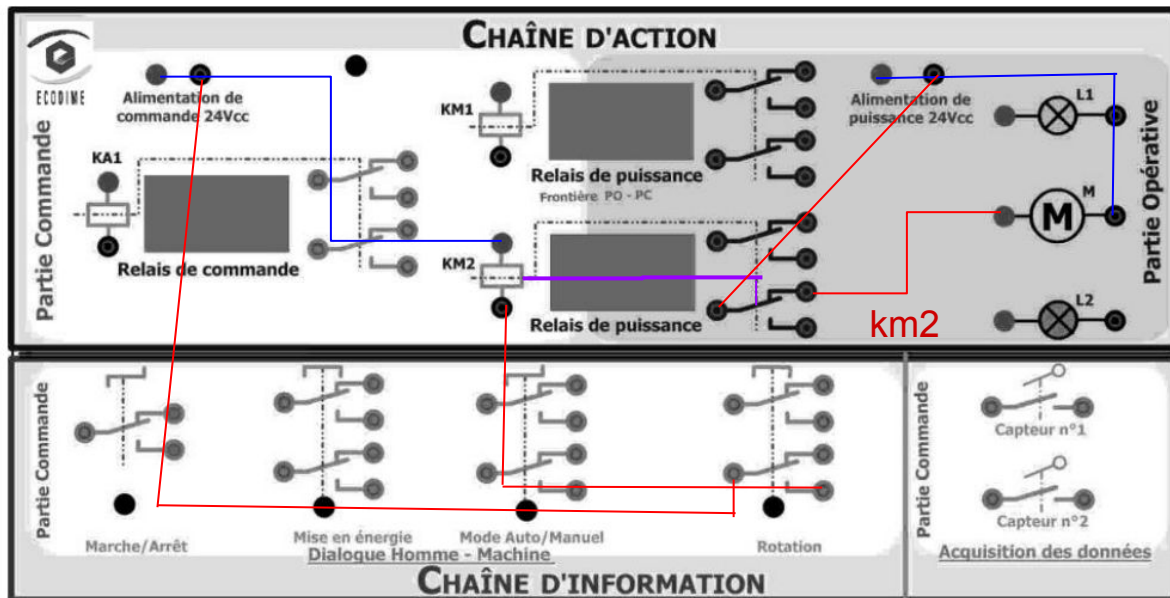 CHAÎNE D'ACTION
ECODIME
Alimentation de
commande 24Vcc
KM1
Alimentation de
puissance 24Vcc
L1
Partie Commande
KA1
Relais de puissance
Frontière PO - PC
M
M
Partie Opérative
Relais de commande
KM2
Relais de puissance
km2
L2
Partie Commande
Marche/Arrêt
Mise en énergie
Mode Auto/Manuel
Rotation
Dialogue Homme - Machine
Partie Commande
Capteur n°1
Capteur n°2
Acquisition des données
CHAÎNE D'INFORMATION